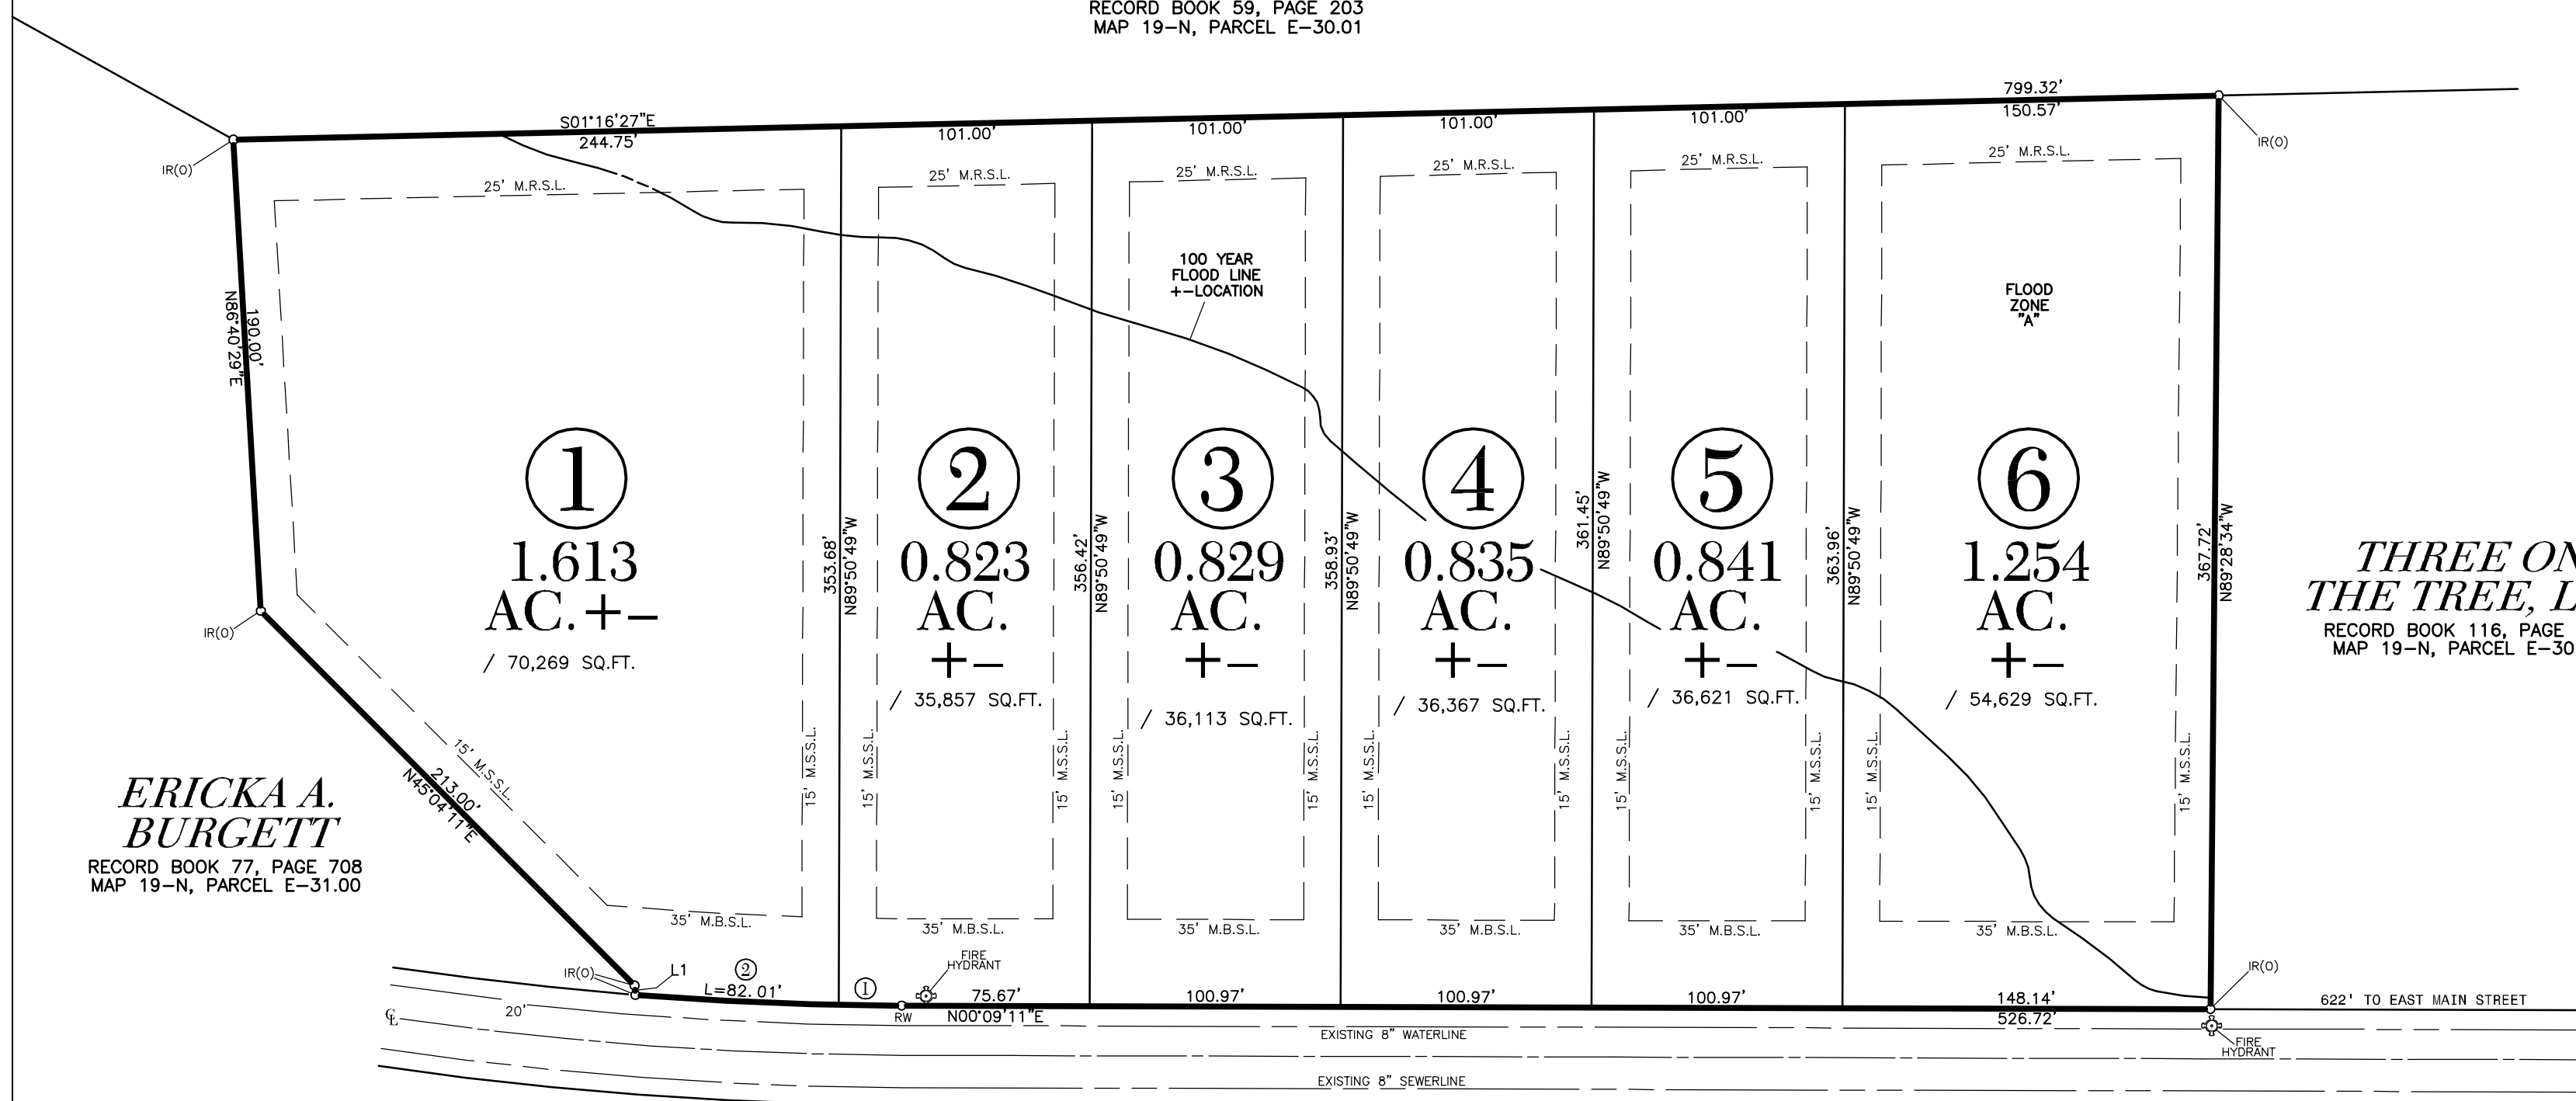 RECORD BOOK 59, PAGE 203
MAP 19-N, PARCEL E-30.01
799.32'
S01°16'27"E
244.75'
101.00'
101.00'
101.00'
101.00'
150.57'
IR(O)
IR(O)
25' M.R.S.L.
25' M.R.S.L.
25' M.R.S.L.
25' M.R.S.L.
25' M.R.S.L.
25' M.R.S.L.
100 YEAR
FLOOD LINE
+-LOCATION
FLOOD
ZONE
"A"
190.00'
N86°40'29"E
1
1.613
AC.+-
/ 70,269 SQ.FT.
2
0.823
AC.
+-
/ 35,857 SQ.FT.
3
0.829
AC.
+-
/ 36,113 SQ.FT.
4
0.835
AC.
+-
/ 36,367 SQ.FT.
5
0.841
AC.
+-
/ 36,621 SQ.FT.
6
1.254
AC.
+-
/ 54,629 SQ.FT.
353.68'
N89°50'49"W
356.42'
N89°50'49"W
358.93'
N89°50'49"W
361.45'
N89°50'49"W
363.96'
N89°50'49"W
367.72'
N89°28'34"W
THREE ON
THE TREE, L
RECORD BOOK 116, PAGE
MAP 19-N, PARCEL E-30
IR(O)
15' M.S.S.L.
213.00'
N45°04'11"E
15' M.S.S.L.
15' M.S.S.L.
15' M.S.S.L.
15' M.S.S.L.
15' M.S.S.L.
15' M.S.S.L.
15' M.S.S.L.
15' M.S.S.L.
15' M.S.S.L.
15' M.S.S.L.
15' M.S.S.L.
ERICKA A.
BURGETT
RECORD BOOK 77, PAGE 708
MAP 19-N, PARCEL E-31.00
35' M.B.S.L.
35' M.B.S.L.
35' M.B.S.L.
35' M.B.S.L.
35' M.B.S.L.
35' M.B.S.L.
IR(O)
L1
2
L=82.01'
1
FIRE
HYDRANT
75.67'
100.97'
100.97'
100.97'
148.14'
IR(O)
622' TO EAST MAIN STREET
CL
20'
RW
N00°09'11"E
526.72'
EXISTING 8" WATERLINE
FIRE
HYDRANT
EXISTING 8" SEWERLINE